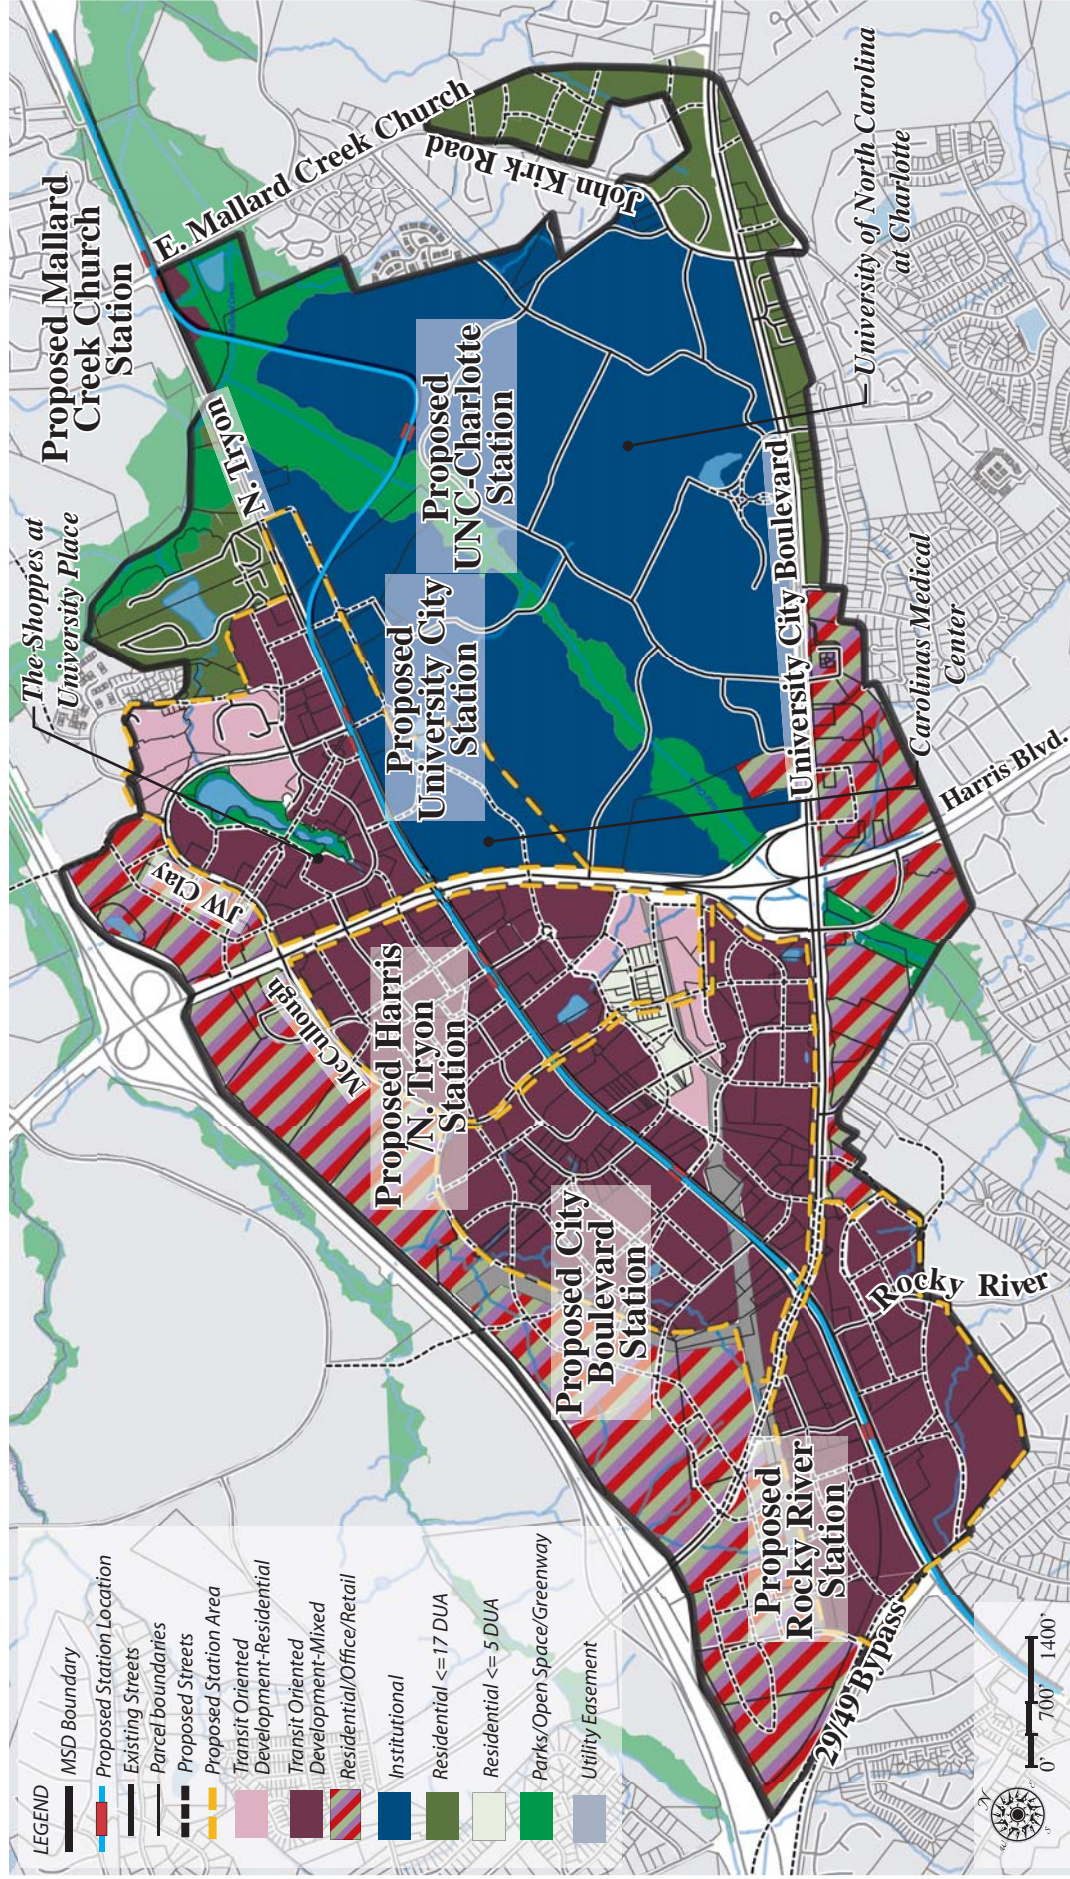 Proposed Mallard
Creek Church
Station
E. Mallard Creek Church
John Kirk Road
University of North Carolina
at Charlotte
N. Tryon
The Shoppes at
University Place
Proposed
UNC-Charlotte
Station
Proposed
University City
Station
University City Boulevard
Carolinas Medical
Center
Harris Blvd.
JW Clay
McCullough
Proposed Harris
/N. Tryon
Station
Proposed City
Boulevard
Station
Rocky River
Proposed
Rocky River
Station
29/49 Bypass
LEGEND
MSD Boundary
Proposed Station Location
Existing Streets
Parcel boundaries
Proposed Streets
Proposed Station Area
Transit Oriented
Development-Residential
Transit Oriented
Development-Mixed
Residential/Office/Retail
Institutional
Residential <=17 DUA
Residential <= 5 DUA
Parks/Open Space/Greenway
Utility Easement
0' 700' 1400'
N
E
S
W